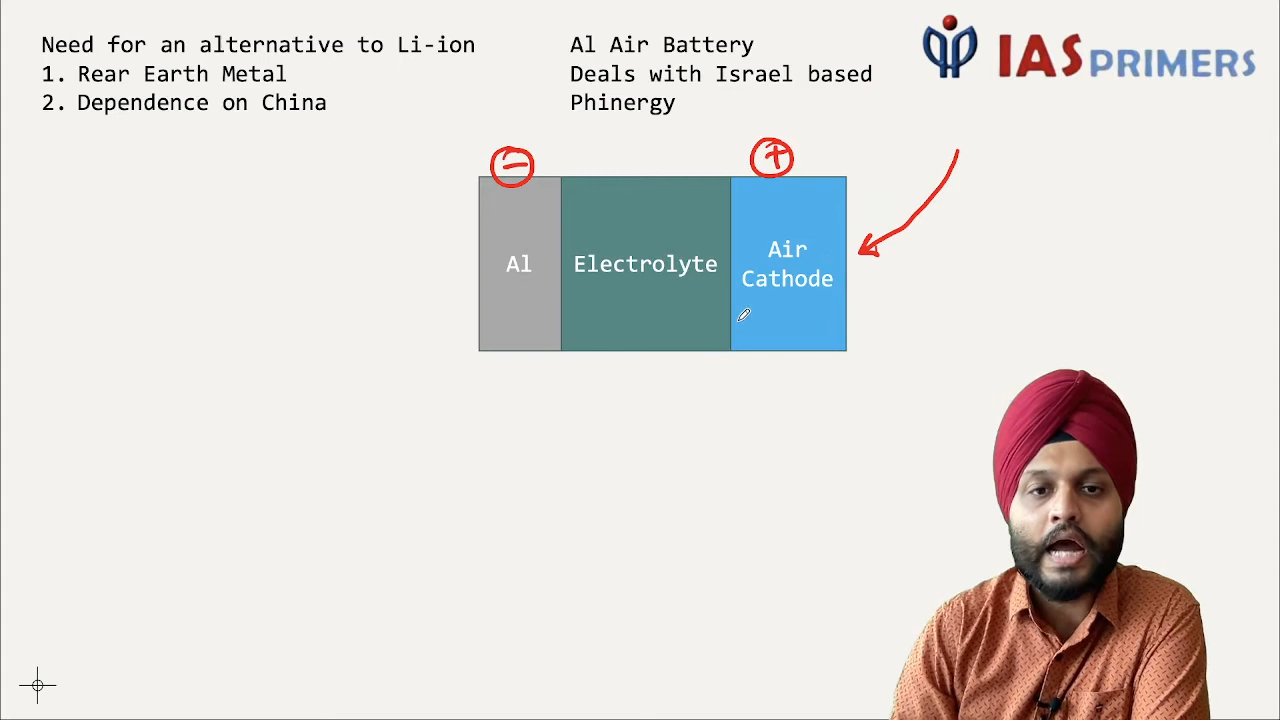 Need for an alternative to Li-ion
1. Rear Earth Metal
2. Dependence on China
Al Air Battery
Deals with Israel based
Phinergy
IAS PRIMERS
−
+
Al
Electrolyte
Air
Cathode